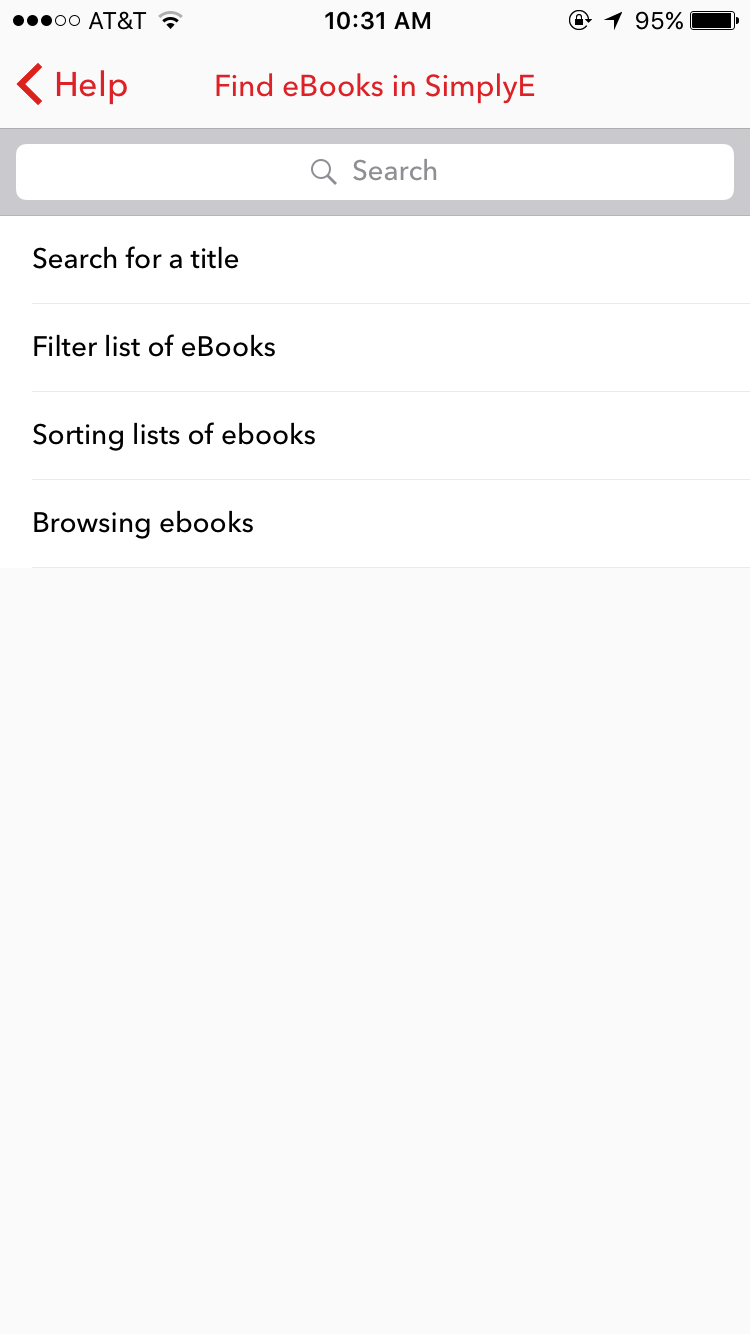 AT&T 10:31 AM 95%
Help Find eBooks in SimplyE
Search
Search for a title
Filter list of eBooks
Sorting lists of ebooks
Browsing ebooks